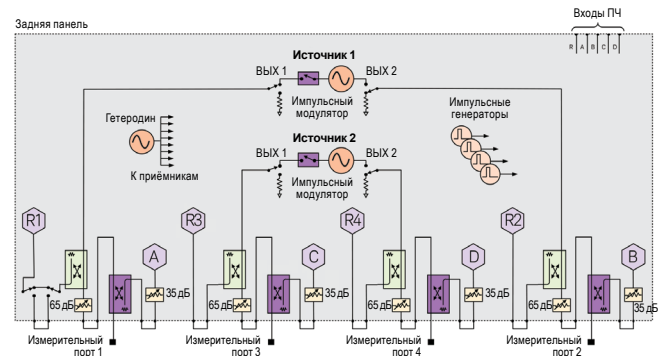 Задняя панель
Входы ПЧ
R A B C D
Источник 1
ВЫХ 1
ВЫХ 2
Импульсный
модулятор
Гетеродин
К приёмникам
Импульсные
генераторы
Источник 2
ВЫХ 1
ВЫХ 2
Импульсный
модулятор
R1
A
R3
C
R4
D
R2
B
65 дБ
35 дБ
65 дБ
35 дБ
65 дБ
35 дБ
65 дБ
35 дБ
Измерительный
порт 1
Измерительный
порт 3
Измерительный
порт 4
Измерительный
порт 2